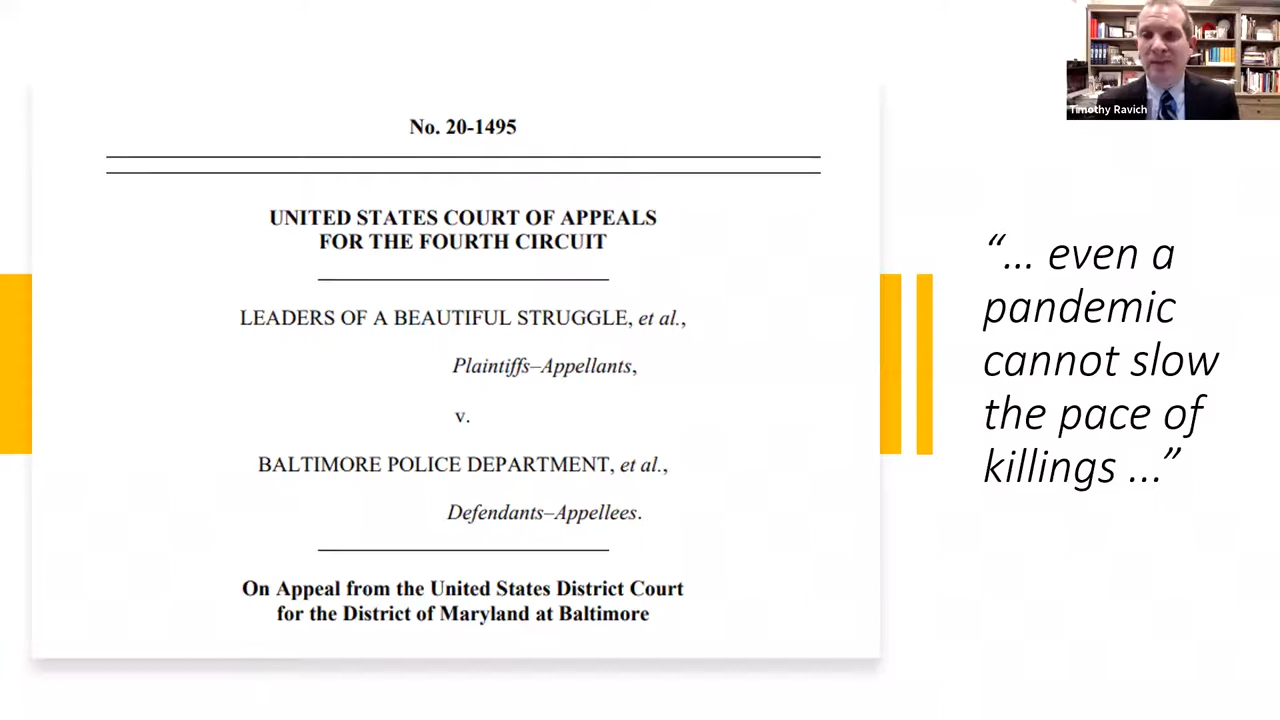 No. 20-1495
UNITED STATES COURT OF APPEALS
FOR THE FOURTH CIRCUIT
LEADERS OF A BEAUTIFUL STRUGGLE, et al.,
Plaintiffs–Appellants,
v.
BALTIMORE POLICE DEPARTMENT, et al.,
Defendants–Appellees.
On Appeal from the United States District Court
for the District of Maryland at Baltimore
Timothy Ravich
“... even a
pandemic
cannot slow
the pace of
killings ...”